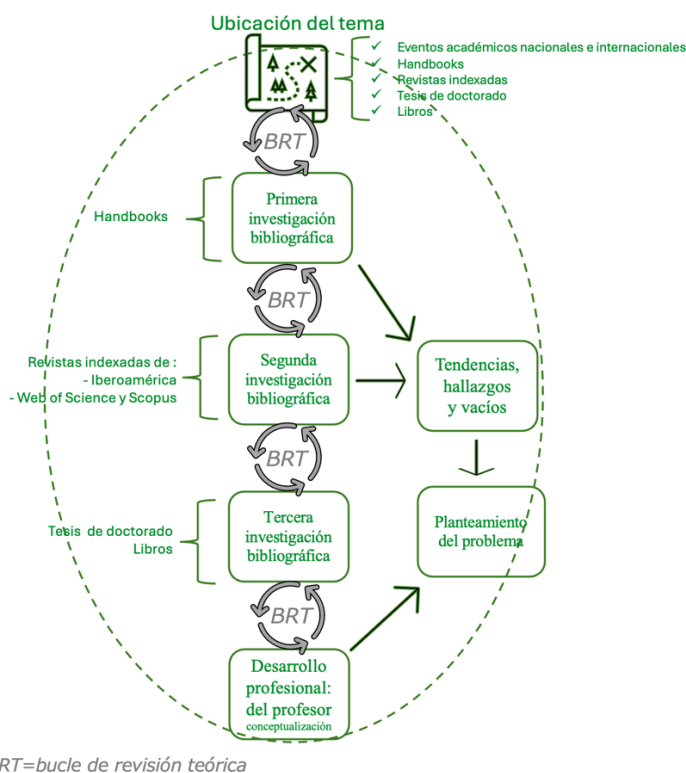 Ubicación del tema
✓ Eventos académicos nacionales e internacionales
✓ Handbooks
✓ Revistas indexadas
✓ Tesis de doctorado
✓ Libros
BRT
Handbooks
Primera
investigación
bibliográfica
BRT
Revistas indexadas de :
- Iberoamérica
- Web of Science y Scopus
Segunda
investigación
bibliográfica
Tendencias,
hallazgos
y vacíos
BRT
Tesis de doctorado
Libros
Tercera
investigación
bibliográfica
Planteamiento
del problema
BRT
Desarrollo
profesional:
del profesor
conceptualización
RT=bucle de revisión teórica